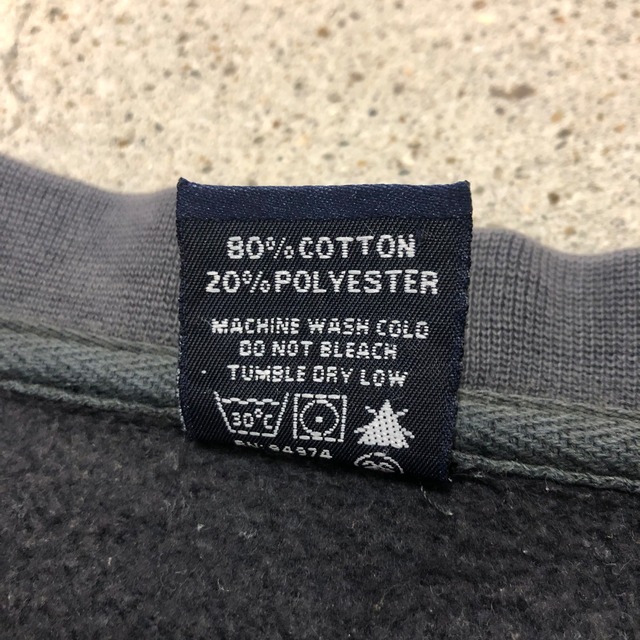 80% COTTON
20% POLYESTER
MACHINE WASH COLD
DO NOT BLEACH
TUMBLE DRY LOW
30°C